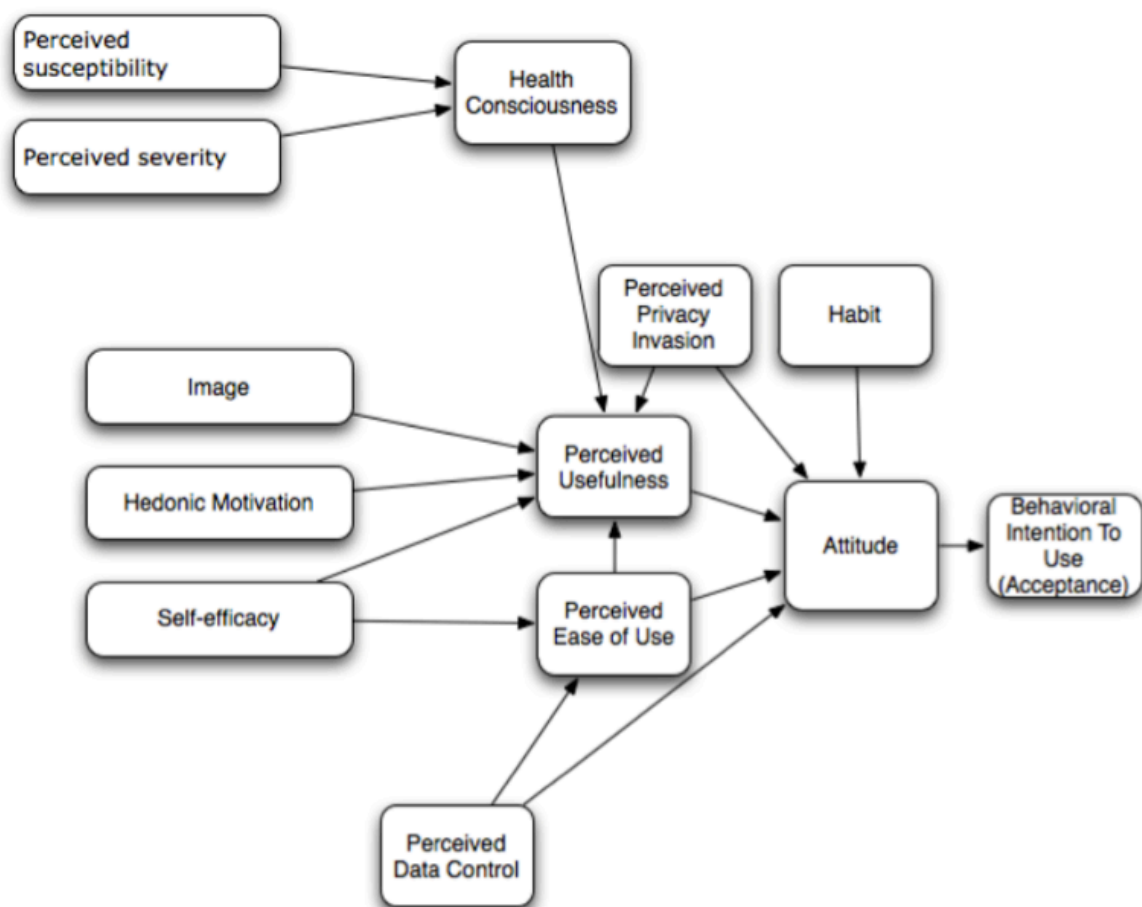 Perceived
susceptibility
Health
Consciousness
Perceived severity
Perceived
Privacy
Invasion
Habit
Image
Perceived
Usefulness
Hedonic Motivation
Attitude
Behavioral
Intention To
Use
(Acceptance)
Self-efficacy
Perceived
Ease of Use
Perceived
Data Control